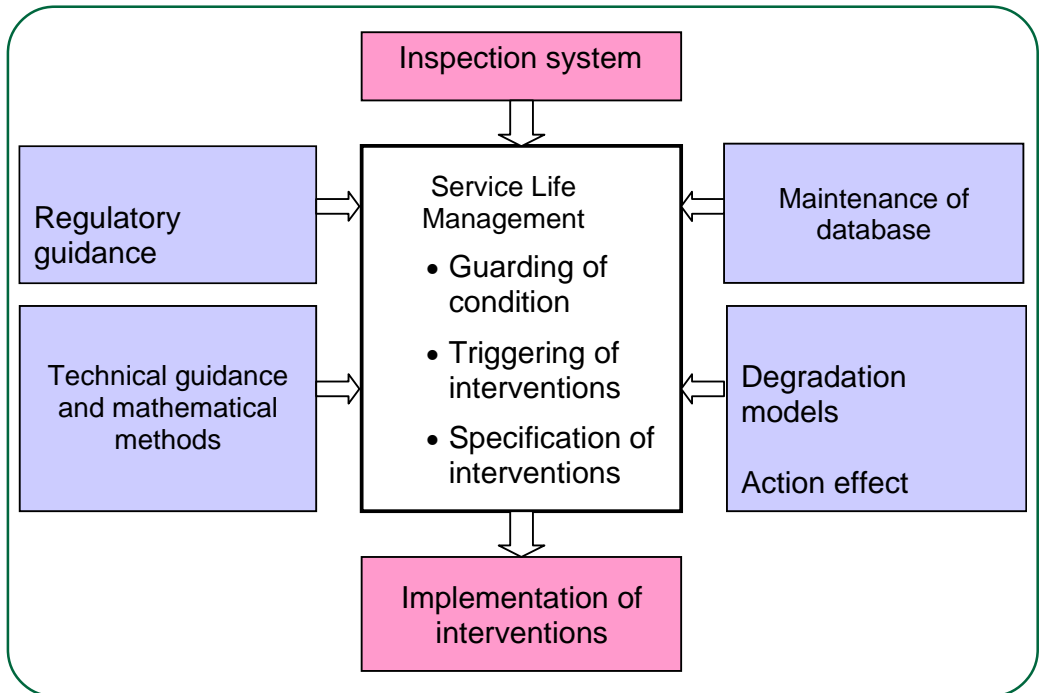 Inspection system
Regulatory
guidance
Service Life
Management
• Guarding of
condition
• Triggering of
interventions
• Specification of
interventions
Maintenance of
database
Technical guidance
and mathematical
methods
Degradation
models
Action effect
Implementation of
interventions